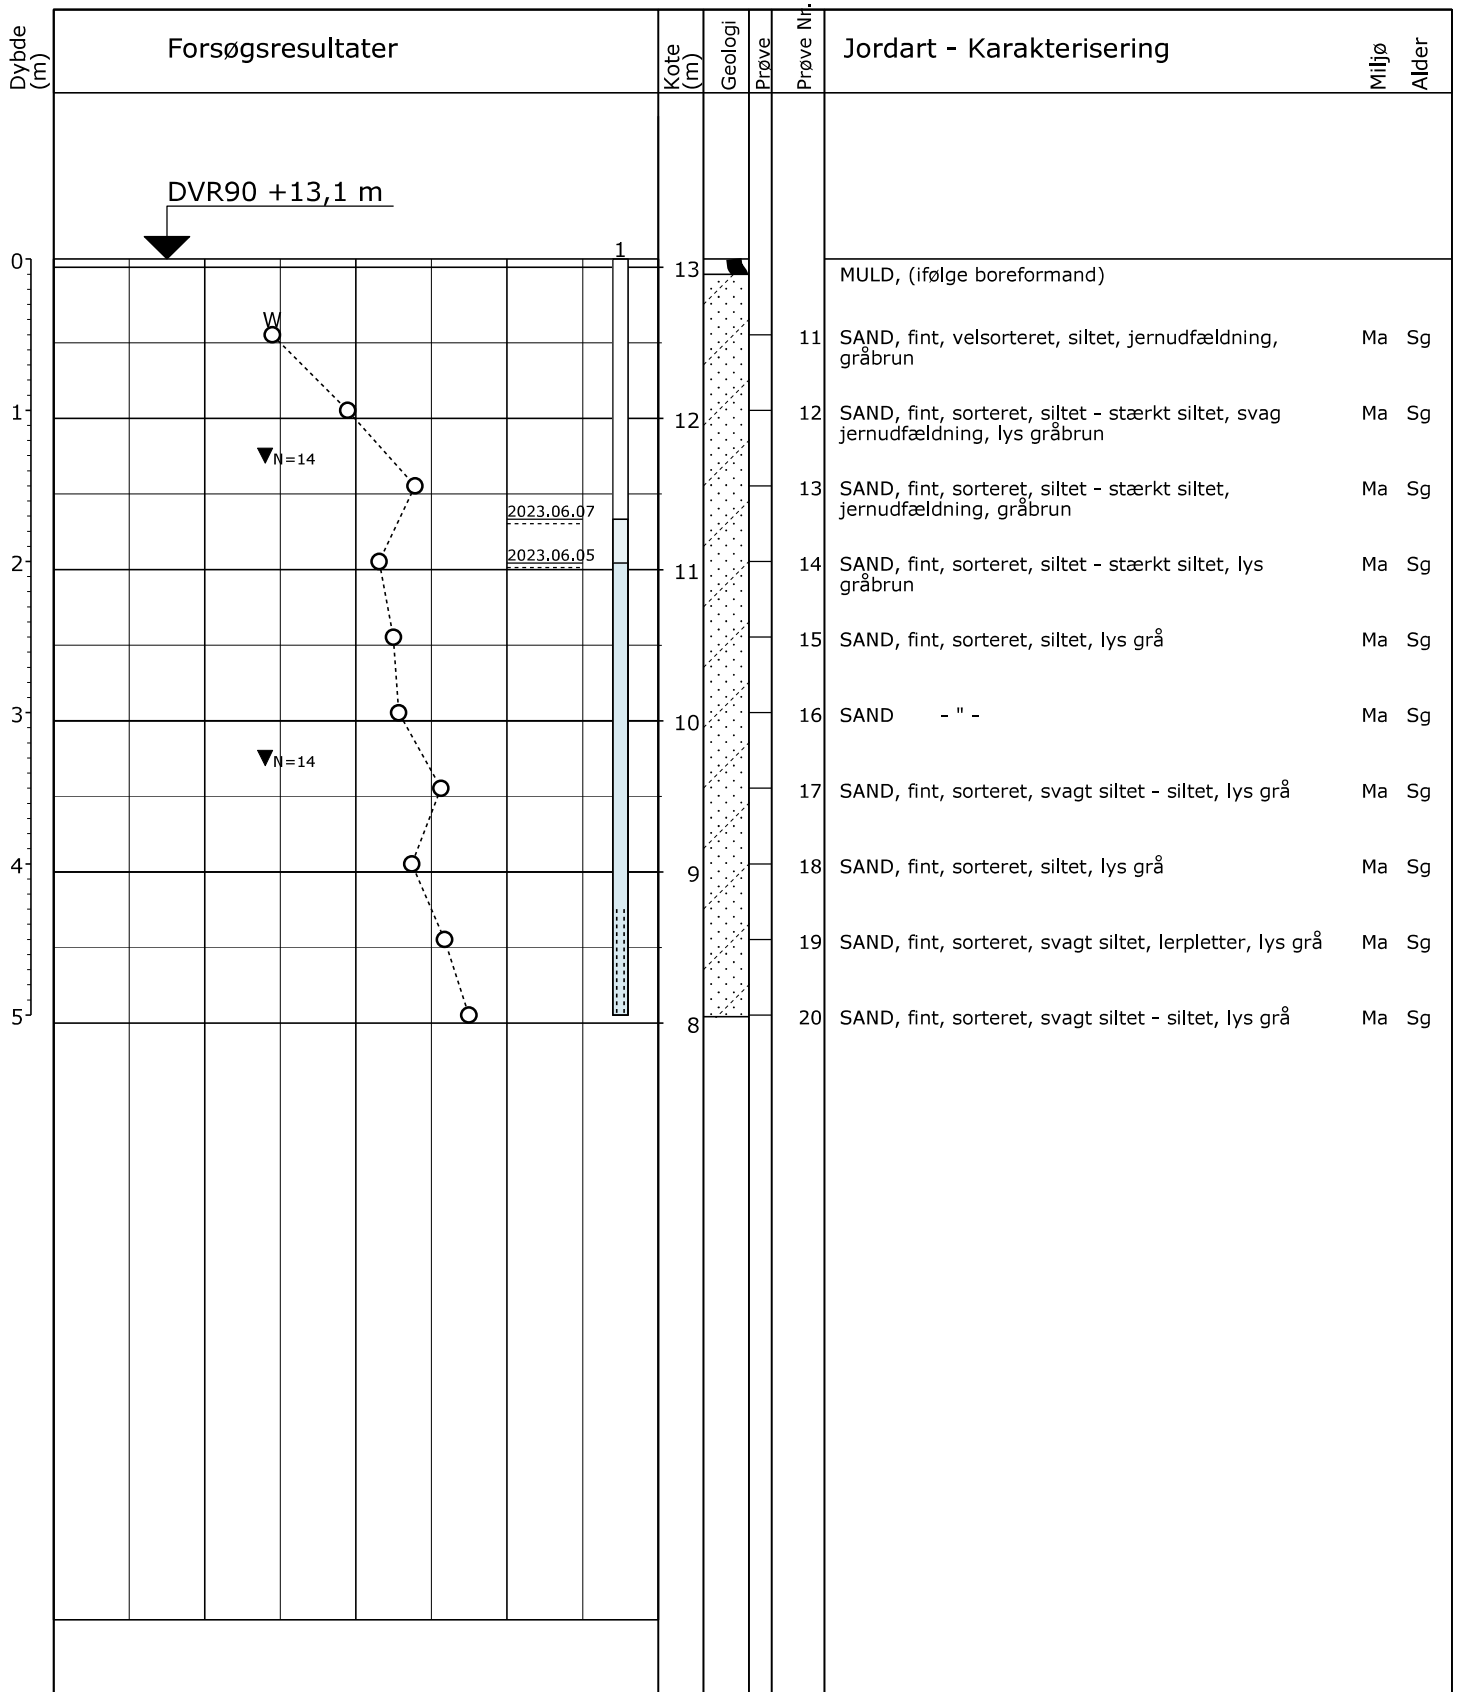 Dybde
(m)
Forsøgsresultater
Kote
(m)
Geologi
Prøve
Prøve Nr.
Jordart - Karakterisering
Miljø
Alder
DVR90 +13,1 m
1
0
13
MULD, (ifølge boreformand)
W
11 SAND, fint, velsorteret, siltet, jernudfældning, Ma Sg
gråbrun
1
12
12 SAND, fint, sorteret, siltet - stærkt siltet, svag Ma Sg
jernudfældning, lys gråbrun
N=14
13 SAND, fint, sorteret, siltet - stærkt siltet, Ma Sg
jernudfældning, gråbrun
2023.06.07
2023.06.05
2
11
14 SAND, fint, sorteret, siltet - stærkt siltet, lys Ma Sg
gråbrun
15 SAND, fint, sorteret, siltet, lys grå Ma Sg
3
10
16 SAND - " - Ma Sg
N=14
17 SAND, fint, sorteret, svagt siltet - siltet, lys grå Ma Sg
4
9
18 SAND, fint, sorteret, siltet, lys grå Ma Sg
19 SAND, fint, sorteret, svagt siltet, lerpletter, lys grå Ma Sg
5
8
20 SAND, fint, sorteret, svagt siltet - siltet, lys grå Ma Sg